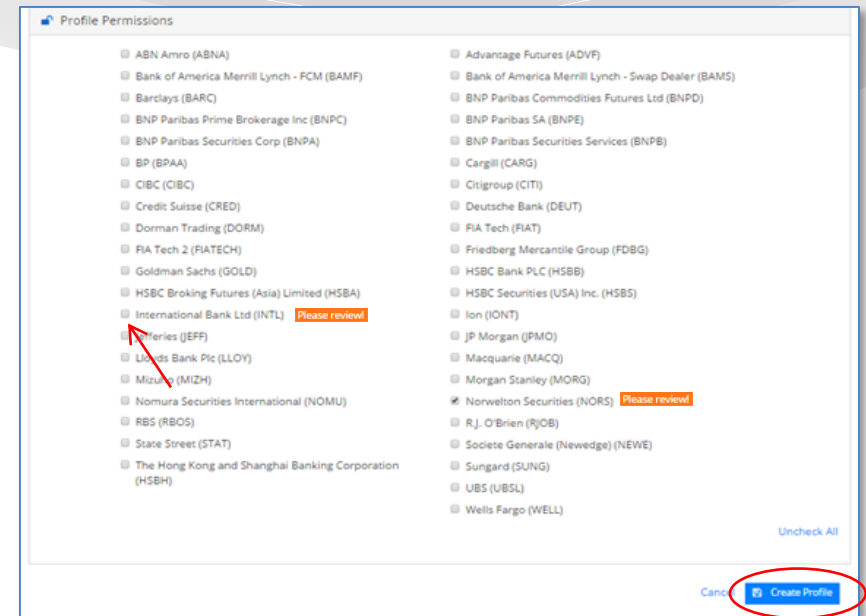 Profile Permissions
ABN Amro (ABNA)
Advantage Futures (ADVF)
Bank of America Merrill Lynch - FCM (BAMF)
Bank of America Merrill Lynch - Swap Dealer (BAMS)
Barclays (BARC)
BNP Paribas Commodities Futures Ltd (BNPD)
BNP Paribas Prime Brokerage Inc (BNPC)
BNP Paribas SA (BNPE)
BNP Paribas Securities Corp (BNPA)
BNP Paribas Securities Services (BNPB)
BP (BPAA)
Cargill (CARG)
CIBC (CIBC)
Citigroup (CITI)
Credit Suisse (CRED)
Deutsche Bank (DEUT)
Dorman Trading (DORM)
FIA Tech (FIAT)
FIA Tech 2 (FIATECH)
Friedberg Mercantile Group (FDBG)
Goldman Sachs (GOLD)
HSBC Bank PLC (HSBB)
HSBC Broking Futures (Asia) Limited (HSBA)
HSBC Securities (USA) Inc. (HSBS)
International Bank Ltd (INTL) Please review!
Ion (IONT)
Jefferies (JEFF)
JP Morgan (JPMO)
Lloyds Bank Plc (LLOY)
Macquarie (MACQ)
Mizuho (MIZH)
Morgan Stanley (MORG)
Nomura Securities International (NOMU)
Norwelton Securities (NORS) Please review!
RBS (RBOS)
R.J. O'Brien (RJOB)
State Street (STAT)
Societe Generale (Newedge) (NEWE)
The Hong Kong and Shanghai Banking Corporation
(HSBH)
Sungard (SUNG)
UBS (UBSL)
Wells Fargo (WELL)
Uncheck All
Cancel Create Profile